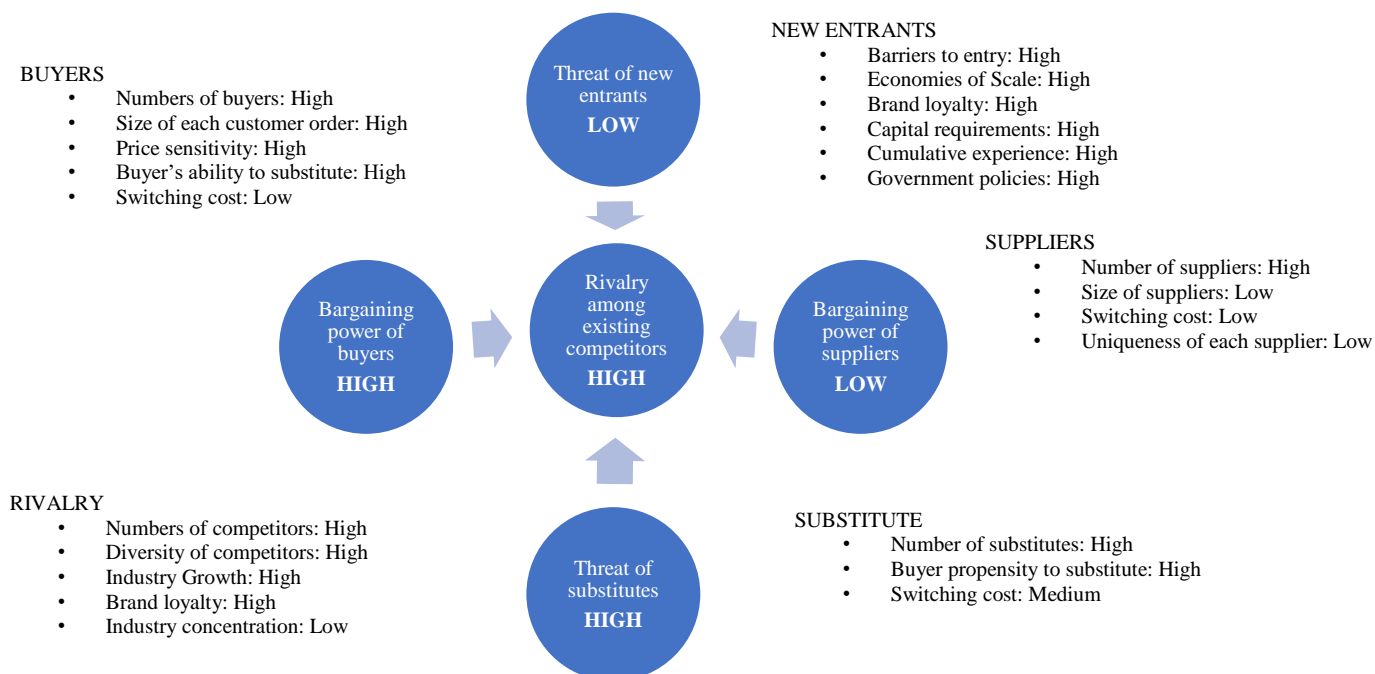 NEW ENTRANTS
• Barriers to entry: High
• Economies of Scale: High
• Brand loyalty: High
• Capital requirements: High
• Cumulative experience: High
• Government policies: High
BUYERS
• Numbers of buyers: High
• Size of each customer order: High
• Price sensitivity: High
• Buyer’s ability to substitute: High
• Switching cost: Low
Threat of new
entrants
LOW
SUPPLIERS
• Number of suppliers: High
• Size of suppliers: Low
• Switching cost: Low
• Uniqueness of each supplier: Low
Bargaining
power of
buyers
HIGH
Rivalry
among
existing
competitors
HIGH
Bargaining
power of
suppliers
LOW
RIVALRY
• Numbers of competitors: High
• Diversity of competitors: High
• Industry Growth: High
• Brand loyalty: High
• Industry concentration: Low
Threat of
substitutes
HIGH
SUBSTITUTE
• Number of substitutes: High
• Buyer propensity to substitute: High
• Switching cost: Medium